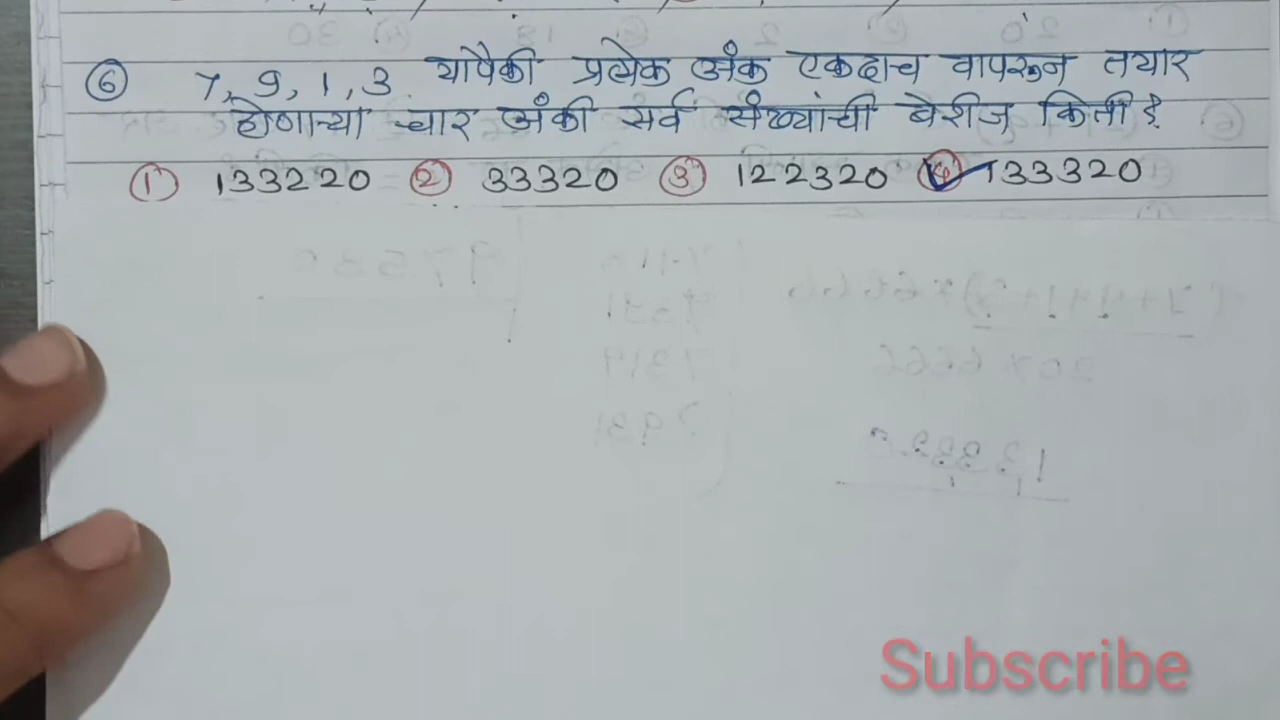 6 7, 9, 1, 3. यापैकी प्रत्येक अंक एकदाच वापरून तयार
होणाऱ्या चार अंकी सर्व संख्यांची बेरीज किती ?
1 133220 2 33320 3 122320 4 133320
Subscribe